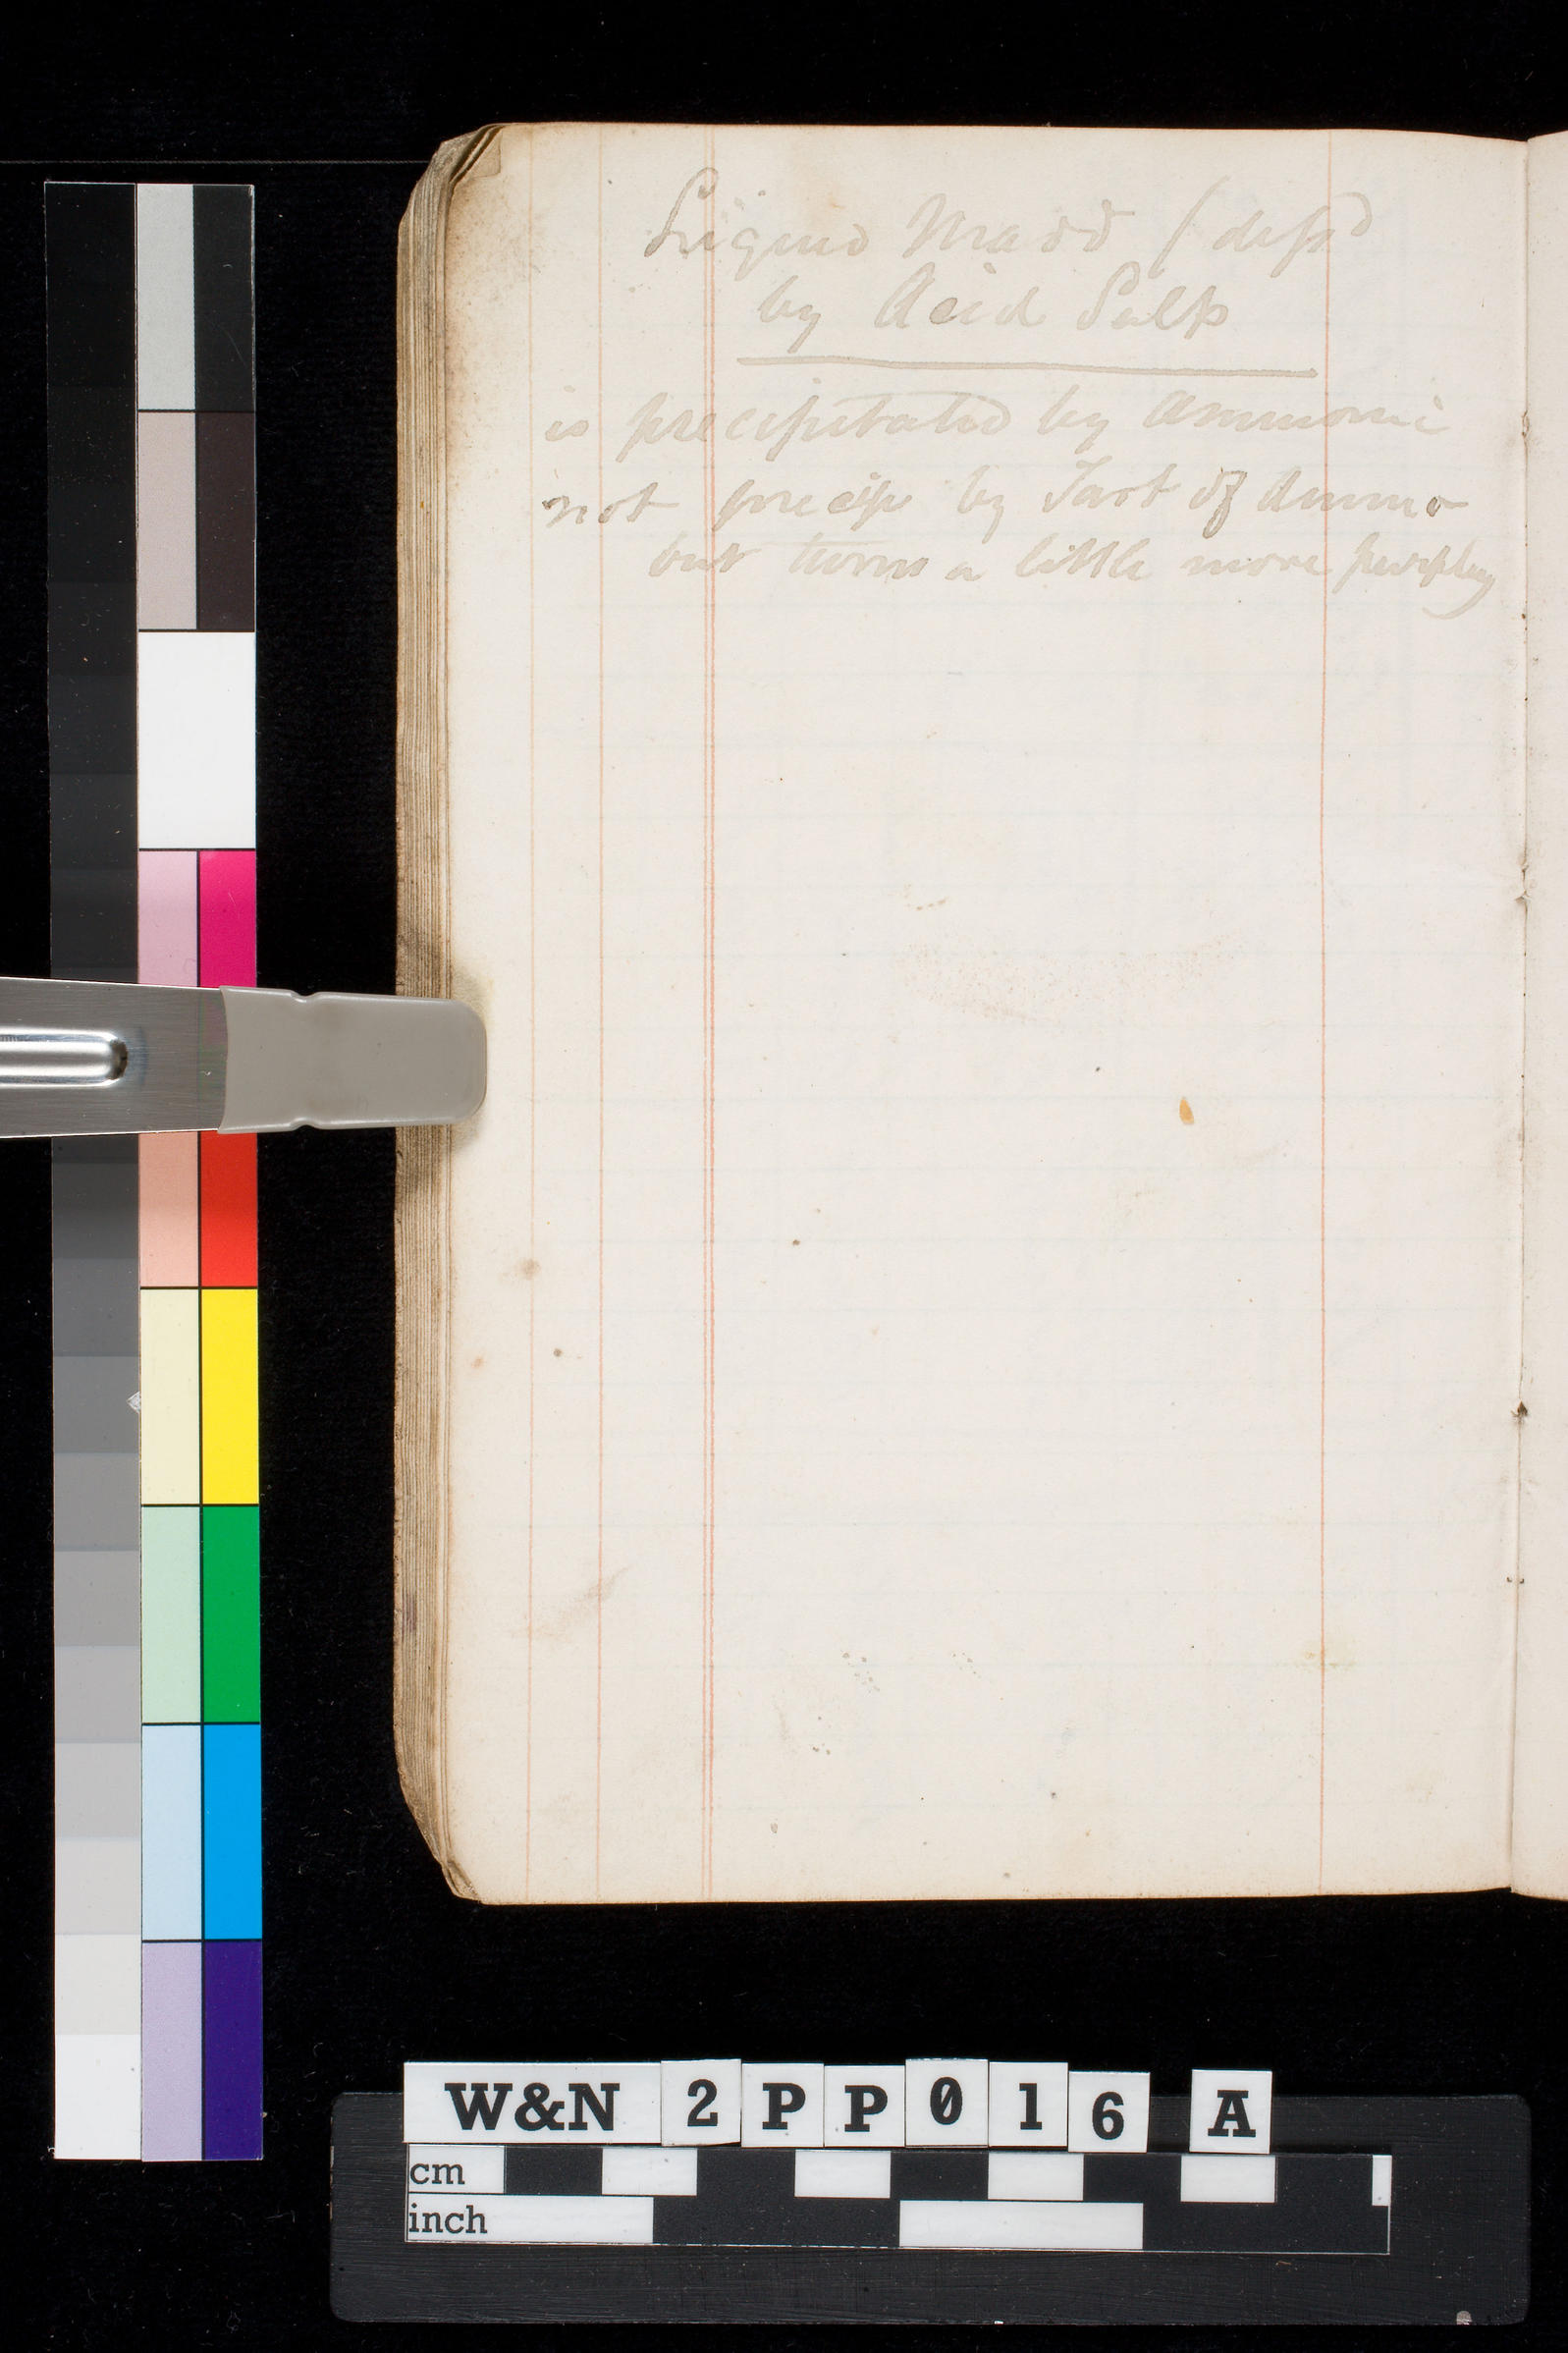 Liquid Madd (diss^d
by Acid Sulp
is precipitated by Ammonia
not precip by Tart of Ammo
but turns a little more purpley
W&N 2PP016 A
cm
inch